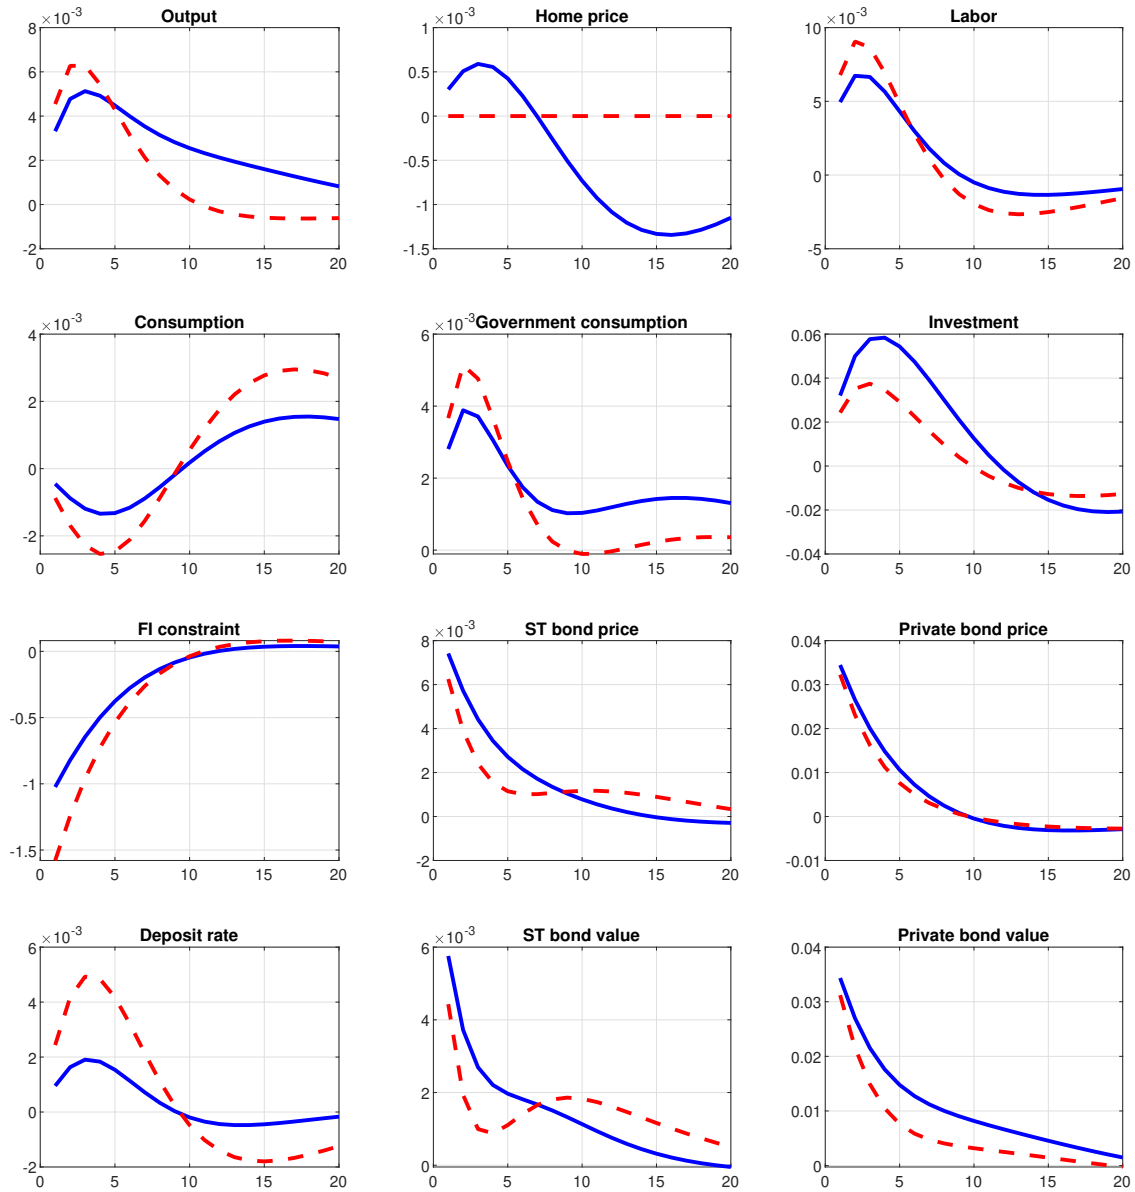 Output
×10⁻³
8
6
4
2
0
-2
0 5 10 15 20
Home price
1
0.5
0
-0.5
-1
-1.5
0 5 10 15 20
Labor
×10⁻³
10
5
0
-5
0 5 10 15 20
Consumption
×10⁻³
4
2
0
-2
0 5 10 15 20
Government consumption
×10⁻³
6
4
2
0
0 5 10 15 20
Investment
0.06
0.04
0.02
0
-0.02
-0.04
0 5 10 15 20
FI constraint
0
-0.5
-1
-1.5
0 5 10 15 20
ST bond price
×10⁻³
8
6
4
2
0
-2
0 5 10 15 20
Private bond price
0.04
0.03
0.02
0.01
0
-0.01
0 5 10 15 20
Deposit rate
×10⁻³
6
4
2
0
-2
0 5 10 15 20
ST bond value
×10⁻³
6
4
2
0
0 5 10 15 20
Private bond value
0.04
0.03
0.02
0.01
0
0 5 10 15 20